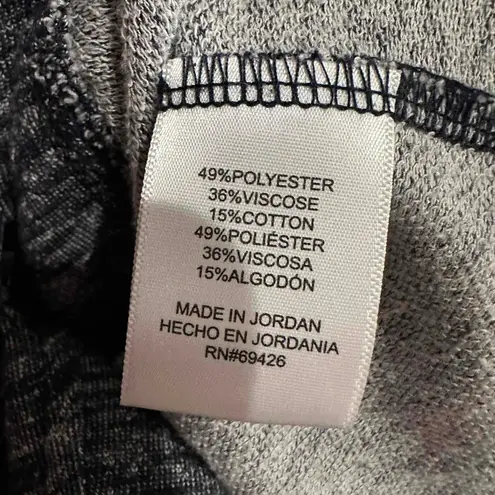 49%POLYESTER
36%VISCOSE
15%COTTON
49%POLIÉSTER
36%VISCOSA
15%ALGODÓN
MADE IN JORDAN
HECHO EN JORDANIA
RN#69426